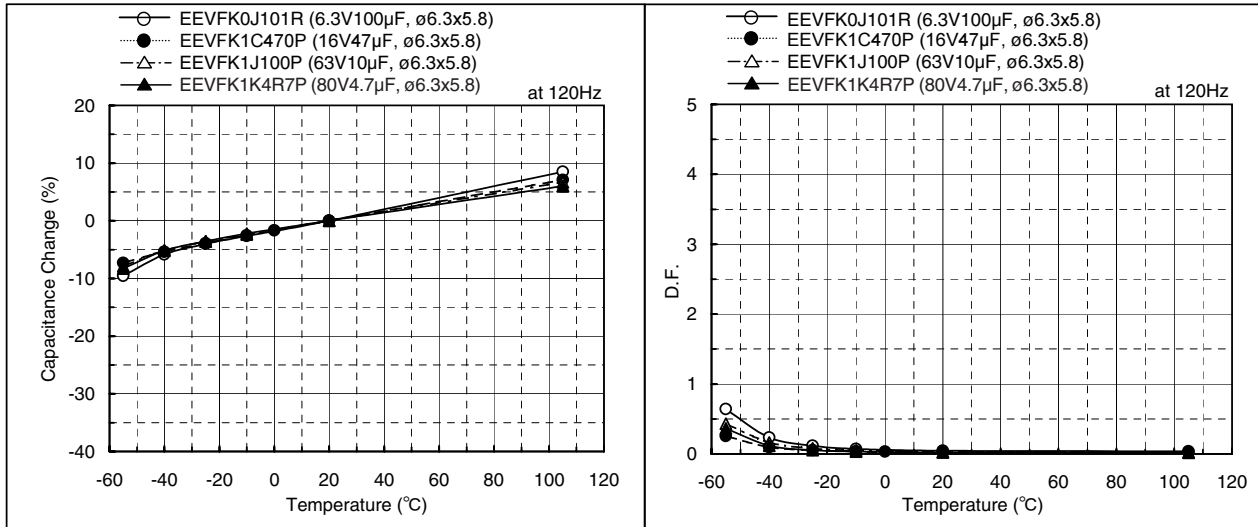 EEVFK0J101R (6.3V100µF, ø6.3x5.8)
EEVFK1C470P (16V47µF, ø6.3x5.8)
EEVFK1J100P (63V10µF, ø6.3x5.8)
EEVFK1K4R7P (80V4.7µF, ø6.3x5.8)
at 120Hz
20
10
0
-10
-20
-30
-40
Capacitance Change (%)
-60 -40 -20 0 20 40 60 80 100 120
Temperature (℃)
EEVFK0J101R (6.3V100µF, ø6.3x5.8)
EEVFK1C470P (16V47µF, ø6.3x5.8)
EEVFK1J100P (63V10µF, ø6.3x5.8)
EEVFK1K4R7P (80V4.7µF, ø6.3x5.8)
at 120Hz
5
4
3
2
1
0
D.F.
-60 -40 -20 0 20 40 60 80 100 120
Temperature (℃)